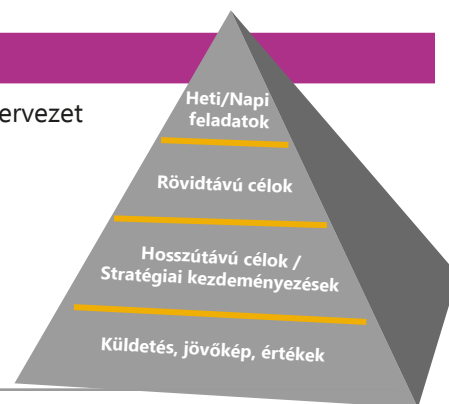 ervezet
Heti/Napi
feladatok
Rövidtávú célok
Hosszútávú célok /
Stratégiai kezdeményezések
Küldetés, jövőkép, értékek